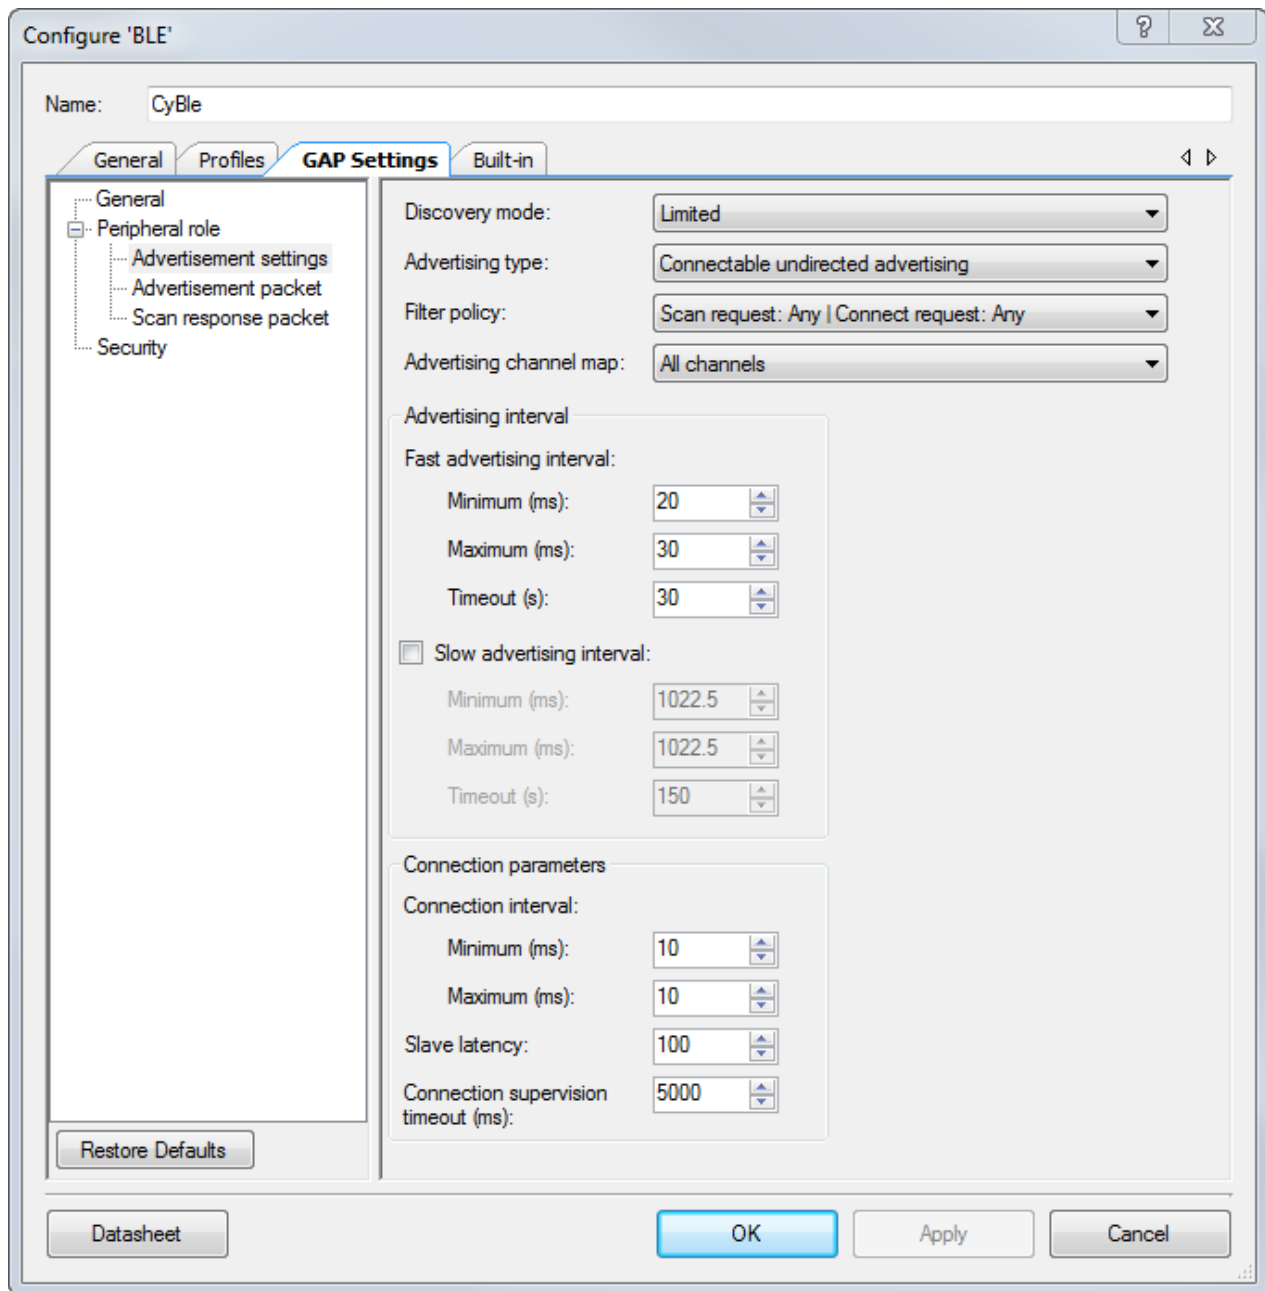 Configure 'BLE'
Name: CyBle
General Profiles GAP Settings Built-in
General
Peripheral role
Advertisement settings
Advertisement packet
Scan response packet
Security
Restore Defaults
Discovery mode: Limited
Advertising type: Connectable undirected advertising
Filter policy: Scan request: Any | Connect request: Any
Advertising channel map: All channels
Advertising interval
Fast advertising interval:
Minimum (ms): 20
Maximum (ms): 30
Timeout (s): 30
Slow advertising interval:
Minimum (ms): 1022.5
Maximum (ms): 1022.5
Timeout (s): 150
Connection parameters
Connection interval:
Minimum (ms): 10
Maximum (ms): 10
Slave latency: 100
Connection supervision 5000
timeout (ms):
Datasheet OK Apply Cancel